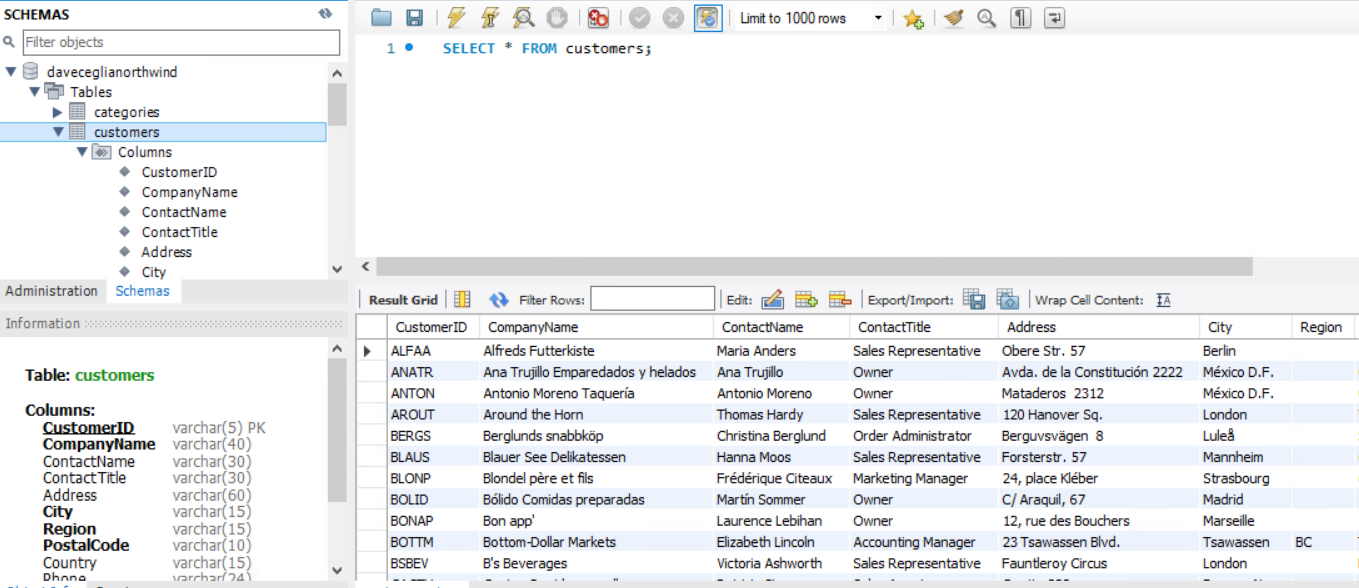 SCHEMAS
Filter objects
daveceglianorthwind
Tables
categories
customers
Columns
CustomerID
CompanyName
ContactName
ContactTitle
Address
City
Administration Schemas
Information
Table: customers
Columns:
CustomerID varchar(5) PK
CompanyName varchar(40)
ContactName varchar(30)
ContactTitle varchar(30)
Address varchar(60)
City varchar(15)
Region varchar(15)
PostalCode varchar(10)
Country varchar(15)
Phone varchar(24)
Limit to 1000 rows
1 SELECT * FROM customers;
Result Grid Filter Rows: Edit: Export/Import: Wrap Cell Content: IA
CustomerID CompanyName ContactName ContactTitle Address City Region
ALFAA Alfreds Futterkiste Maria Anders Sales Representative Obere Str. 57 Berlin
ANATR Ana Trujillo Emparedados y helados Ana Trujillo Owner Avda. de la Constitución 2222 México D.F.
ANTON Antonio Moreno Taquería Antonio Moreno Owner Mataderos 2312 México D.F.
AROUT Around the Horn Thomas Hardy Sales Representative 120 Hanover Sq. London
BERGS Berglunds snabbköp Christina Berglund Order Administrator Berguvsvägen 8 Luleå
BLAUS Blauer See Delikatessen Hanna Moos Sales Representative Forsterstr. 57 Mannheim
BLONP Blondel père et fils Frédérique Citeaux Marketing Manager 24, place Kléber Strasbourg
BOLID Bólido Comidas preparadas Martín Sommer Owner C/ Araquil, 67 Madrid
BONAP Bon app' Laurence Lebihan Owner 12, rue des Bouchers Marseille
BOTTM Bottom-Dollar Markets Elizabeth Lincoln Accounting Manager 23 Tsawassen Blvd. Tsawassen BC
BSBEV B's Beverages Victoria Ashworth Sales Representative Fauntleroy Circus London